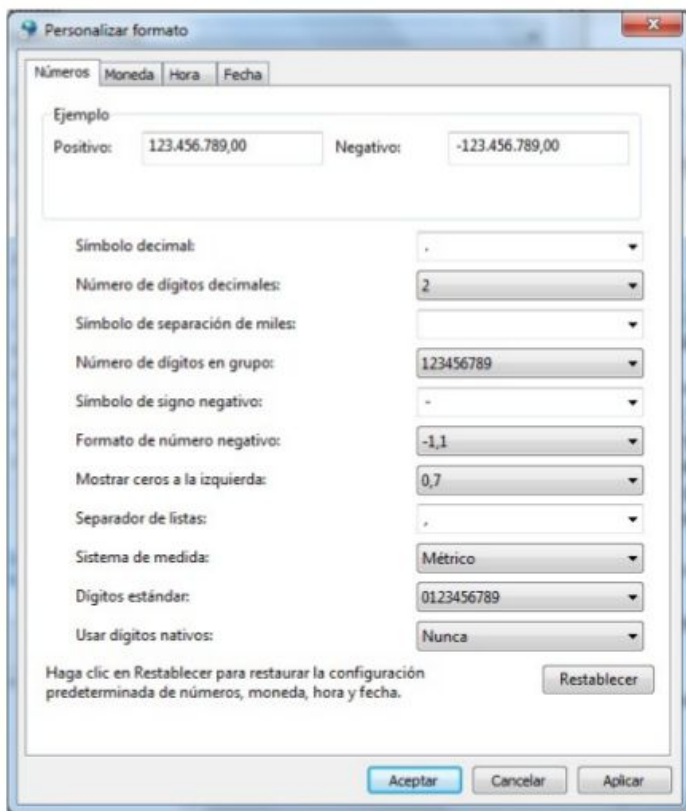 Personalizar formato
Números Moneda Hora Fecha
Ejemplo
Positivo: 123.456.789,00 Negativo: -123.456.789,00
Símbolo decimal: ,
Número de dígitos decimales: 2
Símbolo de separación de miles:
Número de dígitos en grupo: 123456789
Símbolo de signo negativo: -
Formato de número negativo: -1,1
Mostrar ceros a la izquierda: 0,7
Separador de listas: ,
Sistema de medida: Métrico
Dígitos estándar: 0123456789
Usar dígitos nativos: Nunca
Haga clic en Restablecer para restaurar la configuración
predeterminada de números, moneda, hora y fecha.
Restablecer
Aceptar Cancelar Aplicar